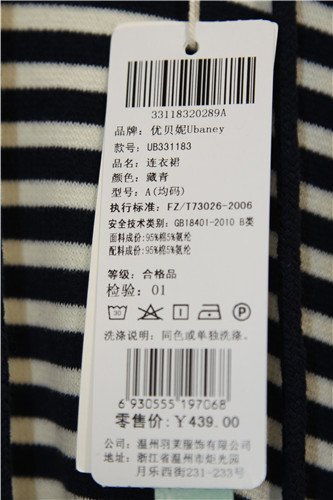 33118320289A
品牌: 优贝妮Ubaney
款号: UB331183
品名: 连衣裙
颜色: 藏青
型号: A(均码)
执行标准: FZ/T73026-2006
安全技术类别: GB18401-2010 B类
面料成份:95%棉5%氨纶
配料成份:95%棉5%氨纶
等级: 合格品
检验: 01
30
洗涤说明: 同色或单独洗涤.
6 930555 197068
零售价: ¥439.00
公司: 温州羽莱服饰有限公司
地址: 浙江省温州市炬光园
月乐西街231-233号